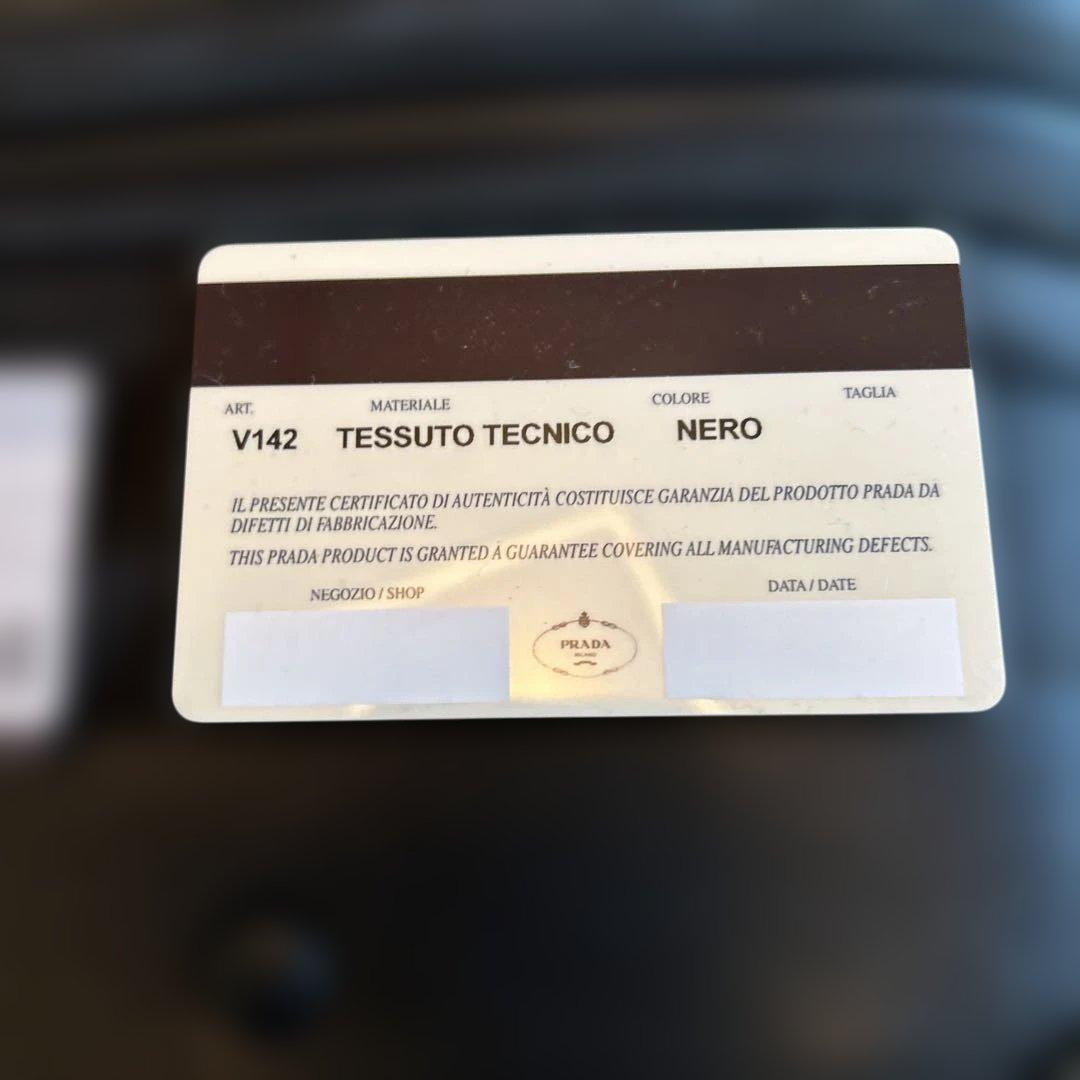 ART. MATERIALE COLORE TAGLIA
V142 TESSUTO TECNICO NERO
IL PRESENTE CERTIFICATO DI AUTENTICITÀ COSTITUISCE GARANZIA DEL PRODOTTO PRADA DA
DIFETTI DI FABBRICAZIONE.
THIS PRADA PRODUCT IS GRANTED A GUARANTEE COVERING ALL MANUFACTURING DEFECTS.
NEGOZIO / SHOP DATA / DATE
PRADA
MILANO